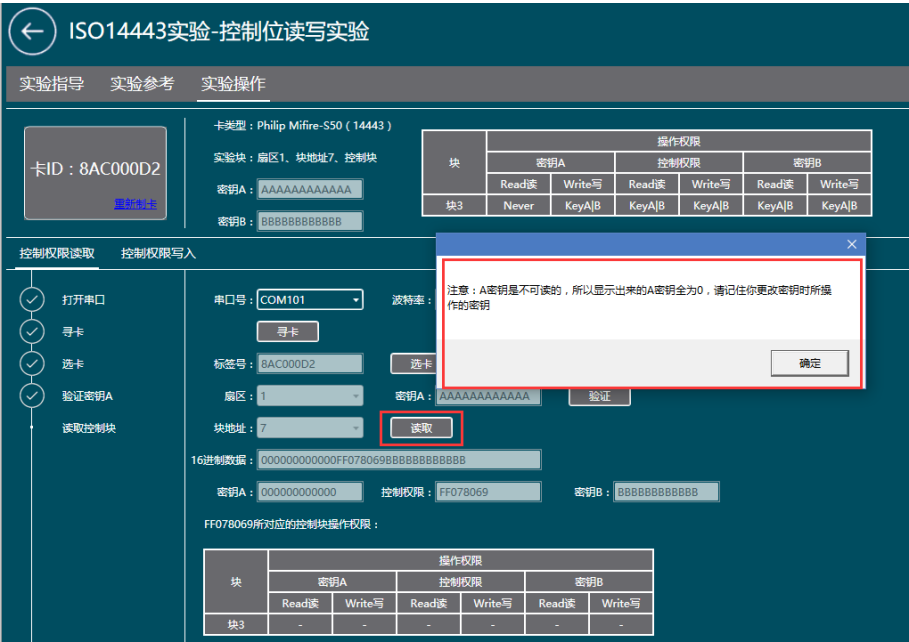 ISO14443实验-控制位读写实验
实验指导 实验参考 实验操作
卡ID：8AC000D2
重新制卡
卡类型：Philip Mifire-S50（14443）
实验块：扇区1、块地址7、控制块
密钥A： AAAAAAAAAAAA
密钥B： BBBBBBBBBBBB
块 操作权限
密钥A 控制权限 密钥B
Read读 Write写 Read读 Write写 Read读 Write写
块3 Never KeyA|B KeyA|B KeyA|B KeyA|B KeyA|B
控制权限读取 控制权限写入
注意：A密钥是不可读的，所以显示出来的A密钥全为0，请记住你更改密钥时所操
作的密钥
确定
打开串口 串口号： COM101 波特率：
寻卡 寻卡
选卡 标签号： 8AC000D2 选卡
验证密钥A 扇区： 1 密钥A： AAAAAAAAAAAA 验证
读取控制块 块地址： 7 读取
16进制数据： 000000000000FF078069BBBBBBBBBBBB
密钥A： 000000000000 控制权限： FF078069 密钥B： BBBBBBBBBBBB
FF078069所对应的控制块操作权限：
块 操作权限
密钥A 控制权限 密钥B
Read读 Write写 Read读 Write写 Read读 Write写
块3 - - - - - -